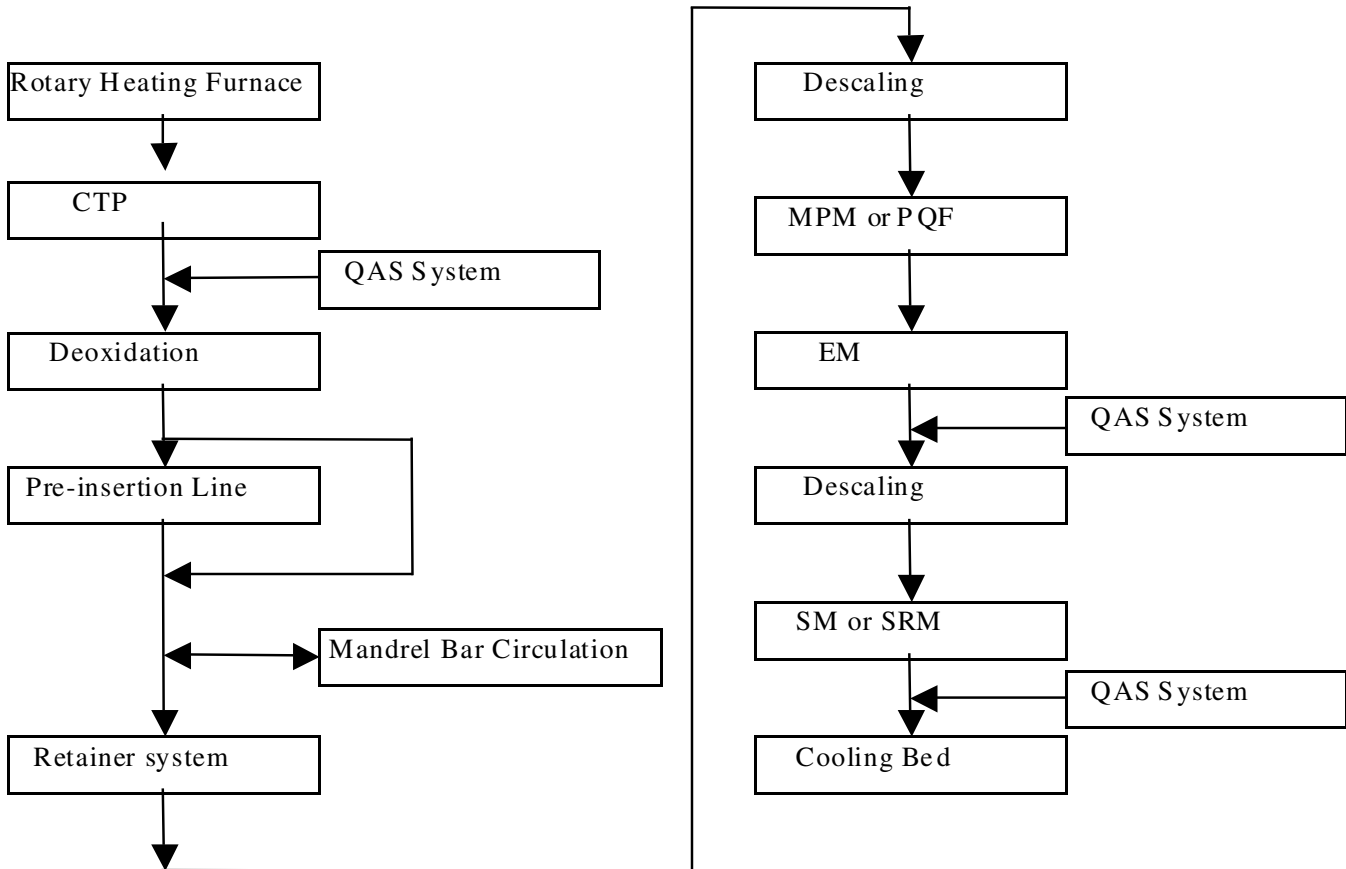 Rotary Heating Furnace
CTP
QAS System
Deoxidation
Pre-insertion Line
Mandrel Bar Circulation
Retainer system
Descaling
MPM or PQF
EM
QAS System
Descaling
SM or SRM
QAS System
Cooling Bed